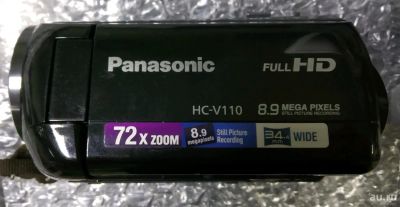 Panasonic
FULL HD
HC-V110
8.9 MEGA PIXELS
STILL PICTURE RECORDING
72x ZOOM
8.9 megapixels
Still Picture Recording
34.4 mm
WIDE
au.ru